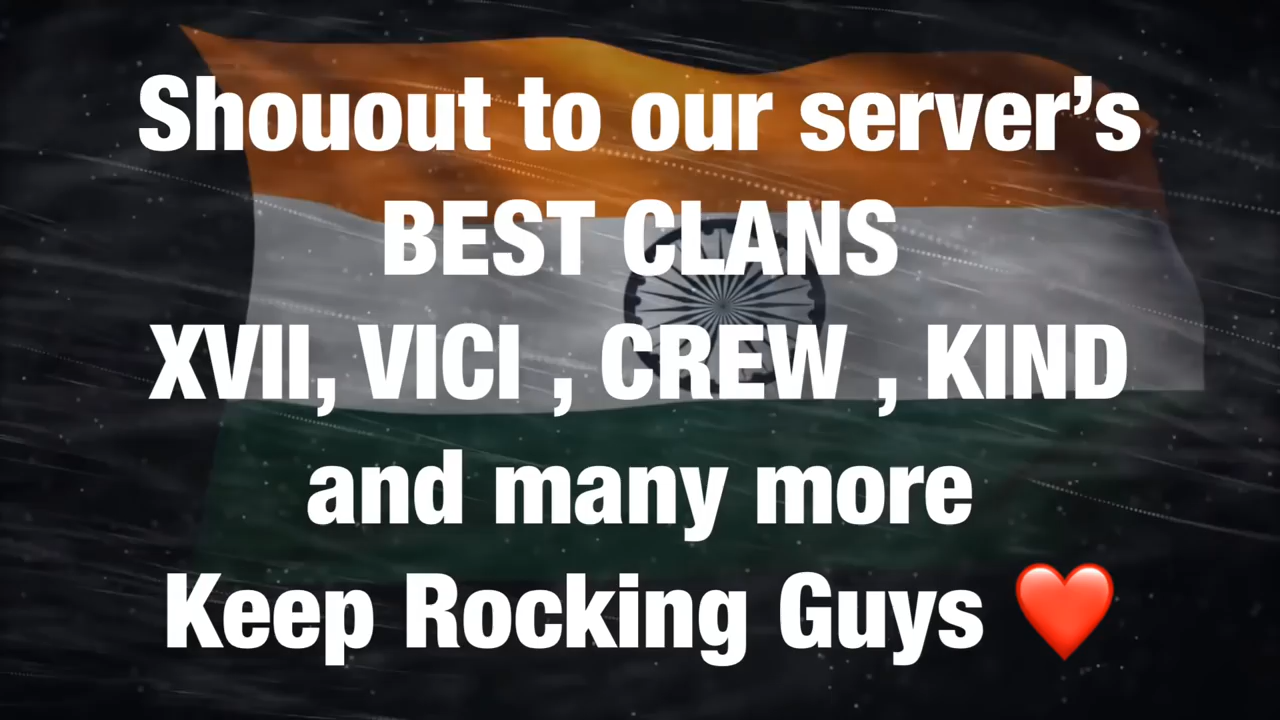 Shouout to our server’s
BEST CLANS
XVII, VICI , CREW , KIND
and many more
Keep Rocking Guys ❤️